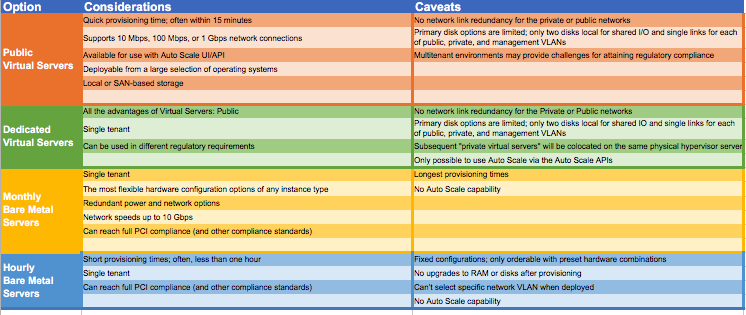 Option Considerations Caveats
Public
Virtual Servers
Quick provisioning time; often within 15 minutes
No network link redundancy for the private or public networks
Supports 10 Mbps, 100 Mbps, or 1 Gbps network connections
Primary disk options are limited; only two disks local for shared I/O and single links for each
of public, private, and management VLANs
Available for use with Auto Scale UI/API
Multitenant environments may provide challenges for attaining regulatory compliance
Deployable from a large selection of operating systems
Local or SAN-based storage
Dedicated
Virtual Servers
All the advantages of Virtual Servers: Public
No network link redundancy for the Private or Public networks
Single tenant
Primary disk options are limited; only two disks local for shared IO and single links for each
of public, private, and management VLANs
Can be used in different regulatory requirements
Subsequent "private virtual servers" will be colocated on the same physical hypervisor server
Only possible to use Auto Scale via the Auto Scale APIs
Monthly
Bare Metal
Servers
Single tenant
Longest provisioning times
The most flexible hardware configuration options of any instance type
No Auto Scale capability
Redundant power and network options
Network speeds up to 10 Gbps
Can reach full PCI compliance (and other compliance standards)
Hourly
Bare Metal
Servers
Short provisioning times; often, less than one hour
Fixed configurations; only orderable with preset hardware combinations
Single tenant
No upgrades to RAM or disks after provisioning
Can reach full PCI compliance (and other compliance standards)
Can't select specific network VLAN when deployed
No Auto Scale capability